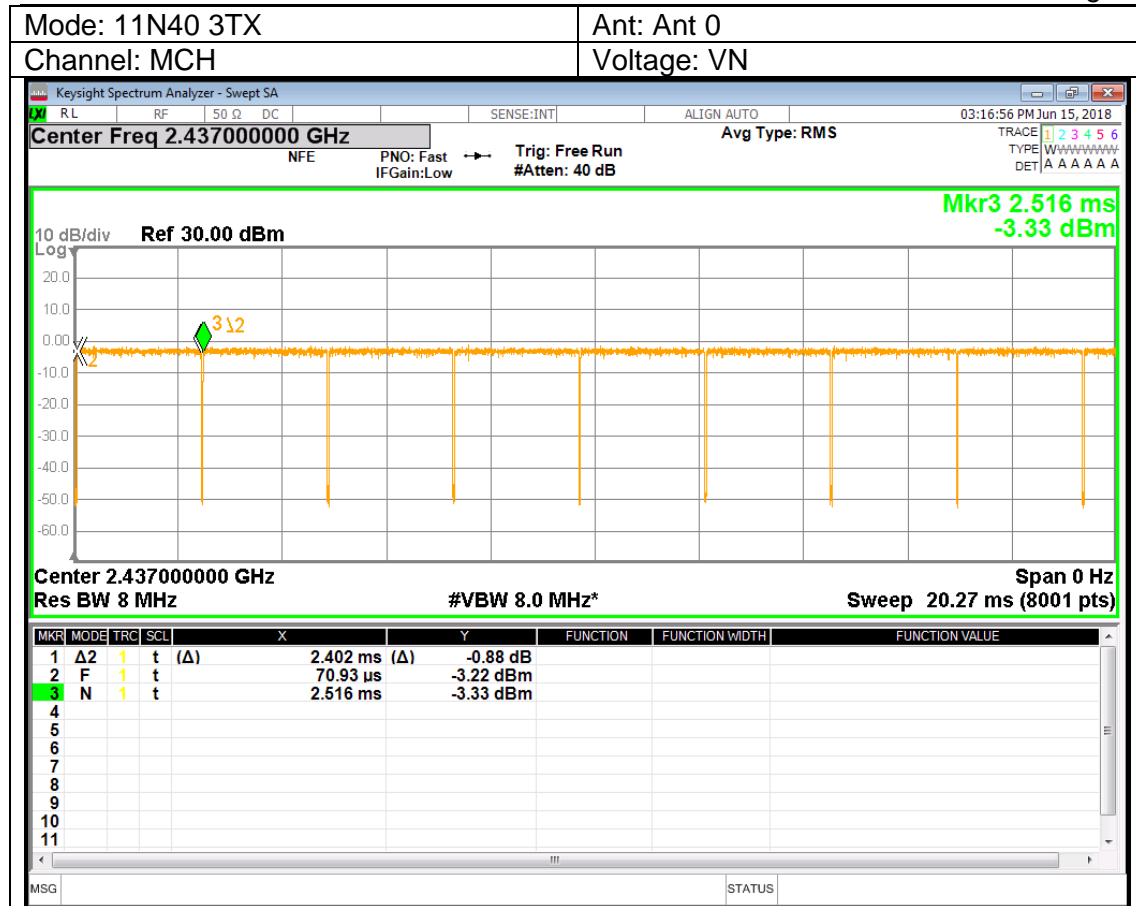 Mode: 11N40 3TX Ant: Ant 0
Channel: MCH Voltage: VN
Keysight Spectrum Analyzer - Swept SA
LXI RL RF 50 Ω DC SENSE:INT ALIGN AUTO 03:16:56 PM Jun 15, 2018
Center Freq 2.437000000 GHz Avg Type: RMS TRACE 1 2 3 4 5 6
NFE PNO: Fast Trig: Free Run TYPE WWWWWWW
IFGain:Low #Atten: 40 dB DET A A A A A A
Mkr3 2.516 ms
10 dB/div Ref 30.00 dBm -3.33 dBm
Log
20.0
10.0
3 Δ2
0.00
2
-10.0
-20.0
-30.0
-40.0
-50.0
-60.0
Center 2.437000000 GHz Span 0 Hz
Res BW 8 MHz #VBW 8.0 MHz* Sweep 20.27 ms (8001 pts)
MKR MODE TRC SCL X Y FUNCTION FUNCTION WIDTH FUNCTION VALUE
1 Δ2 1 t (Δ) 2.402 ms (Δ) -0.88 dB
2 F 1 t 70.93 µs -3.22 dBm
3 N 1 t 2.516 ms -3.33 dBm
4
5
6
7
8
9
10
11
MSG STATUS